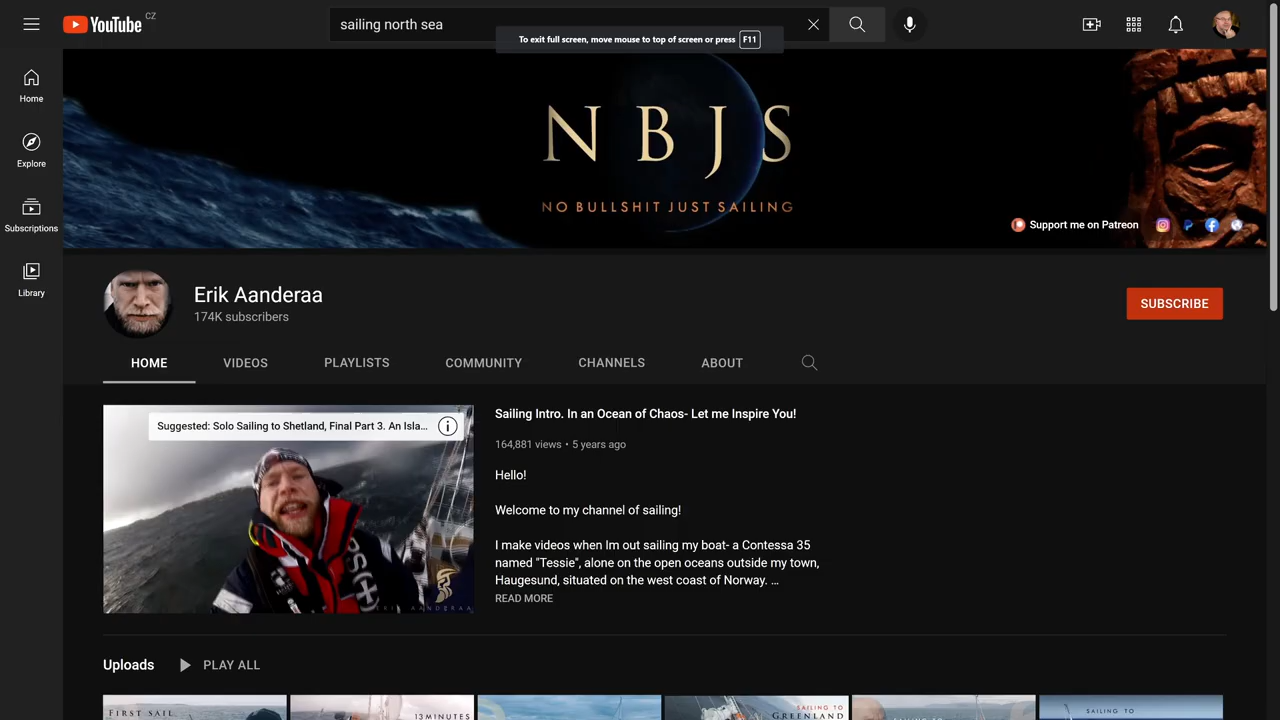 YouTube CZ
sailing north sea
To exit full screen, move mouse to top of screen or press F11
Home
Explore
Subscriptions
Library
NBJS
NO BULLSHIT JUST SAILING
Support me on Patreon
Erik Aanderaa
174K subscribers
SUBSCRIBE
HOME VIDEOS PLAYLISTS COMMUNITY CHANNELS ABOUT
Suggested: Solo Sailing to Shetland, Final Part 3. An Isla...
ERIK AANDERAA
Sailing Intro. In an Ocean of Chaos- Let me Inspire You!
164,881 views • 5 years ago
Hello!
Welcome to my channel of sailing!
I make videos when Im out sailing my boat- a Contessa 35
named "Tessie", alone on the open oceans outside my town,
Haugesund, situated on the west coast of Norway. ...
READ MORE
Uploads PLAY ALL
FIRST SAIL
13 MINUTES
SAILING TO
GREENLAND
SAILING TO
SAILING TO